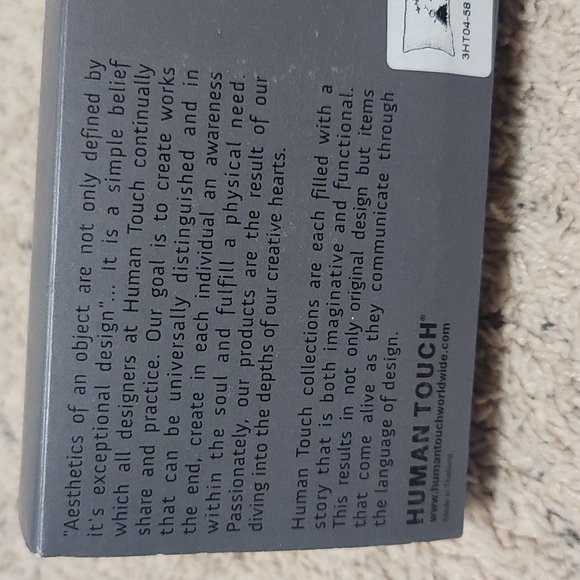 "Aesthetics of an object are not only defined by
it's exceptional design"... It is a simple belief
which all designers at Human Touch continually
share and practice. Our goal is to create works
that can be universally distinguished and in
the end, create in each individual an awareness
within the soul and fulfill a physical need.
Passionately, our products are the result of our
diving into the depths of our creative hearts.
Human Touch collections are each filled with a
story that is both imaginative and functional.
This results in not only original design but items
that come alive as they communicate through
the language of design.
HUMAN TOUCH®
www.humantouchworldwide.com
Made in Thailand
3HT04-58